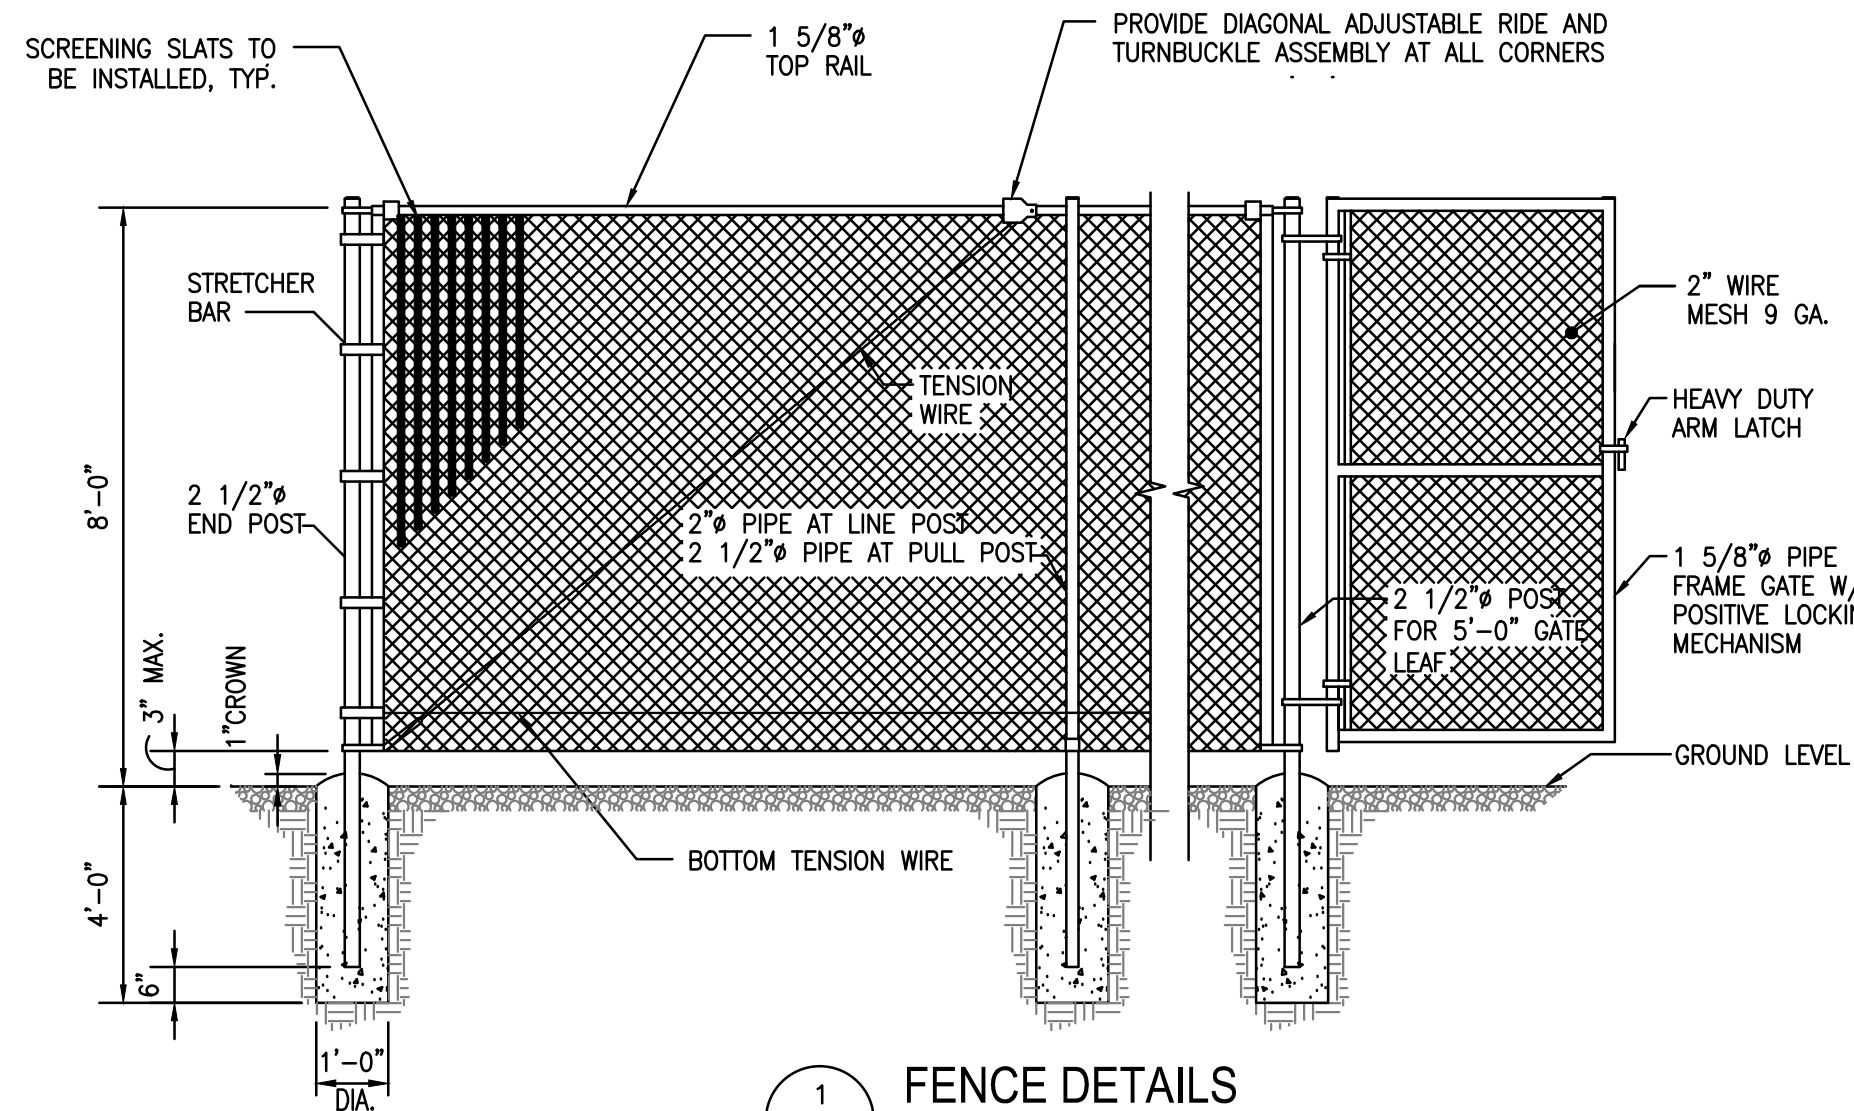 SCREENING SLATS TO
BE INSTALLED, TYP.
1 5/8"ø
TOP RAIL
PROVIDE DIAGONAL ADJUSTABLE RIDE AND
TURNBUCKLE ASSEMBLY AT ALL CORNERS
STRETCHER
BAR
2" WIRE
MESH 9 GA.
TENSION
WIRE
HEAVY DUTY
ARM LATCH
8'-0"
2 1/2"ø
END POST
2"ø PIPE AT LINE POST
2 1/2"ø PIPE AT PULL POST
1 5/8"ø PIPE
FRAME GATE W/
POSITIVE LOCKIN
MECHANISM
2 1/2"ø POST
FOR 5'-0" GATE
LEAF
3" MAX.
1"CROWN
GROUND LEVEL
BOTTOM TENSION WIRE
4'-0"
6"
1'-0"
DIA.
1
FENCE DETAILS